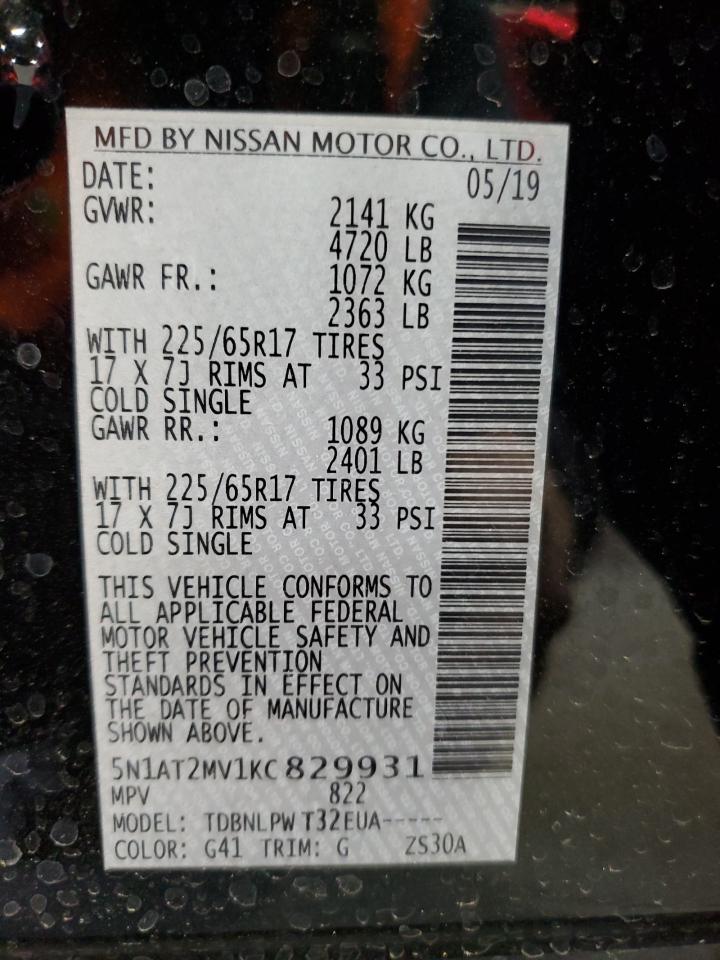 MFD BY NISSAN MOTOR CO., LTD.
DATE: 05/19
GVWR: 2141 KG
4720 LB
GAWR FR.: 1072 KG
2363 LB
WITH 225/65R17 TIRES
17 X 7J RIMS AT 33 PSI
COLD SINGLE
GAWR RR.: 1089 KG
2401 LB
WITH 225/65R17 TIRES
17 X 7J RIMS AT 33 PSI
COLD SINGLE
THIS VEHICLE CONFORMS TO
ALL APPLICABLE FEDERAL
MOTOR VEHICLE SAFETY AND
THEFT PREVENTION
STANDARDS IN EFFECT ON
THE DATE OF MANUFACTURE
SHOWN ABOVE.
5N1AT2MV1KC829931
MPV 822
MODEL: TDBNLPW T32EUA-----
COLOR: G41 TRIM: G ZS30A